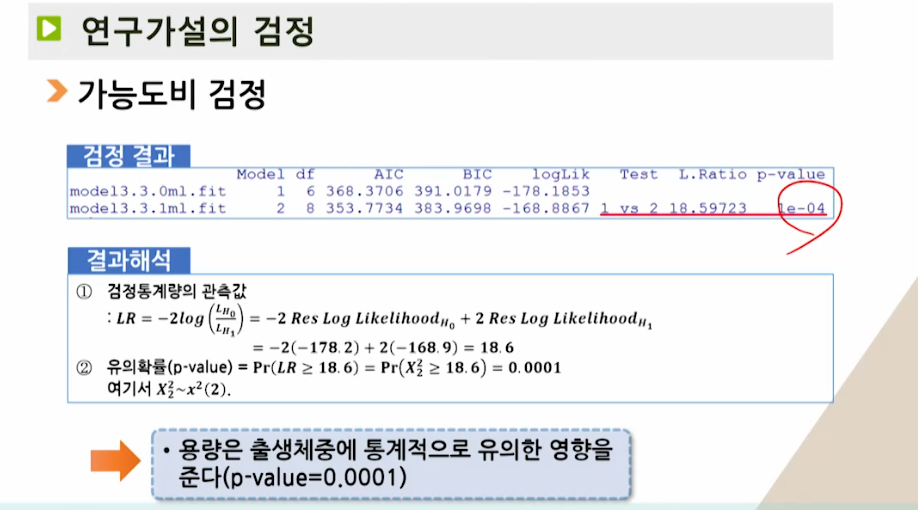 연구가설의 검정
가능도비 검정
검정 결과
Model df AIC BIC logLik Test L.Ratio p-value
model3.3.0ml.fit 1 6 368.3706 391.0179 -178.1853
model3.3.1ml.fit 2 8 353.7734 383.9698 -168.8867 1 vs 2 18.59723 1e-04
결과해석
① 검정통계량의 관측값
: LR = −2log(L_{H_0}/L_{H_1}) = −2 Res Log Likelihood_{H_0} + 2 Res Log Likelihood_{H_1}
= −2(−178.2) + 2(−168.9) = 18.6
② 유의확률(p-value) = Pr(LR ≥ 18.6) = Pr(X_2^2 ≥ 18.6) = 0.0001
여기서 X_2^2~x^2(2).
• 용량은 출생체중에 통계적으로 유의한 영향을
준다(p-value=0.0001)